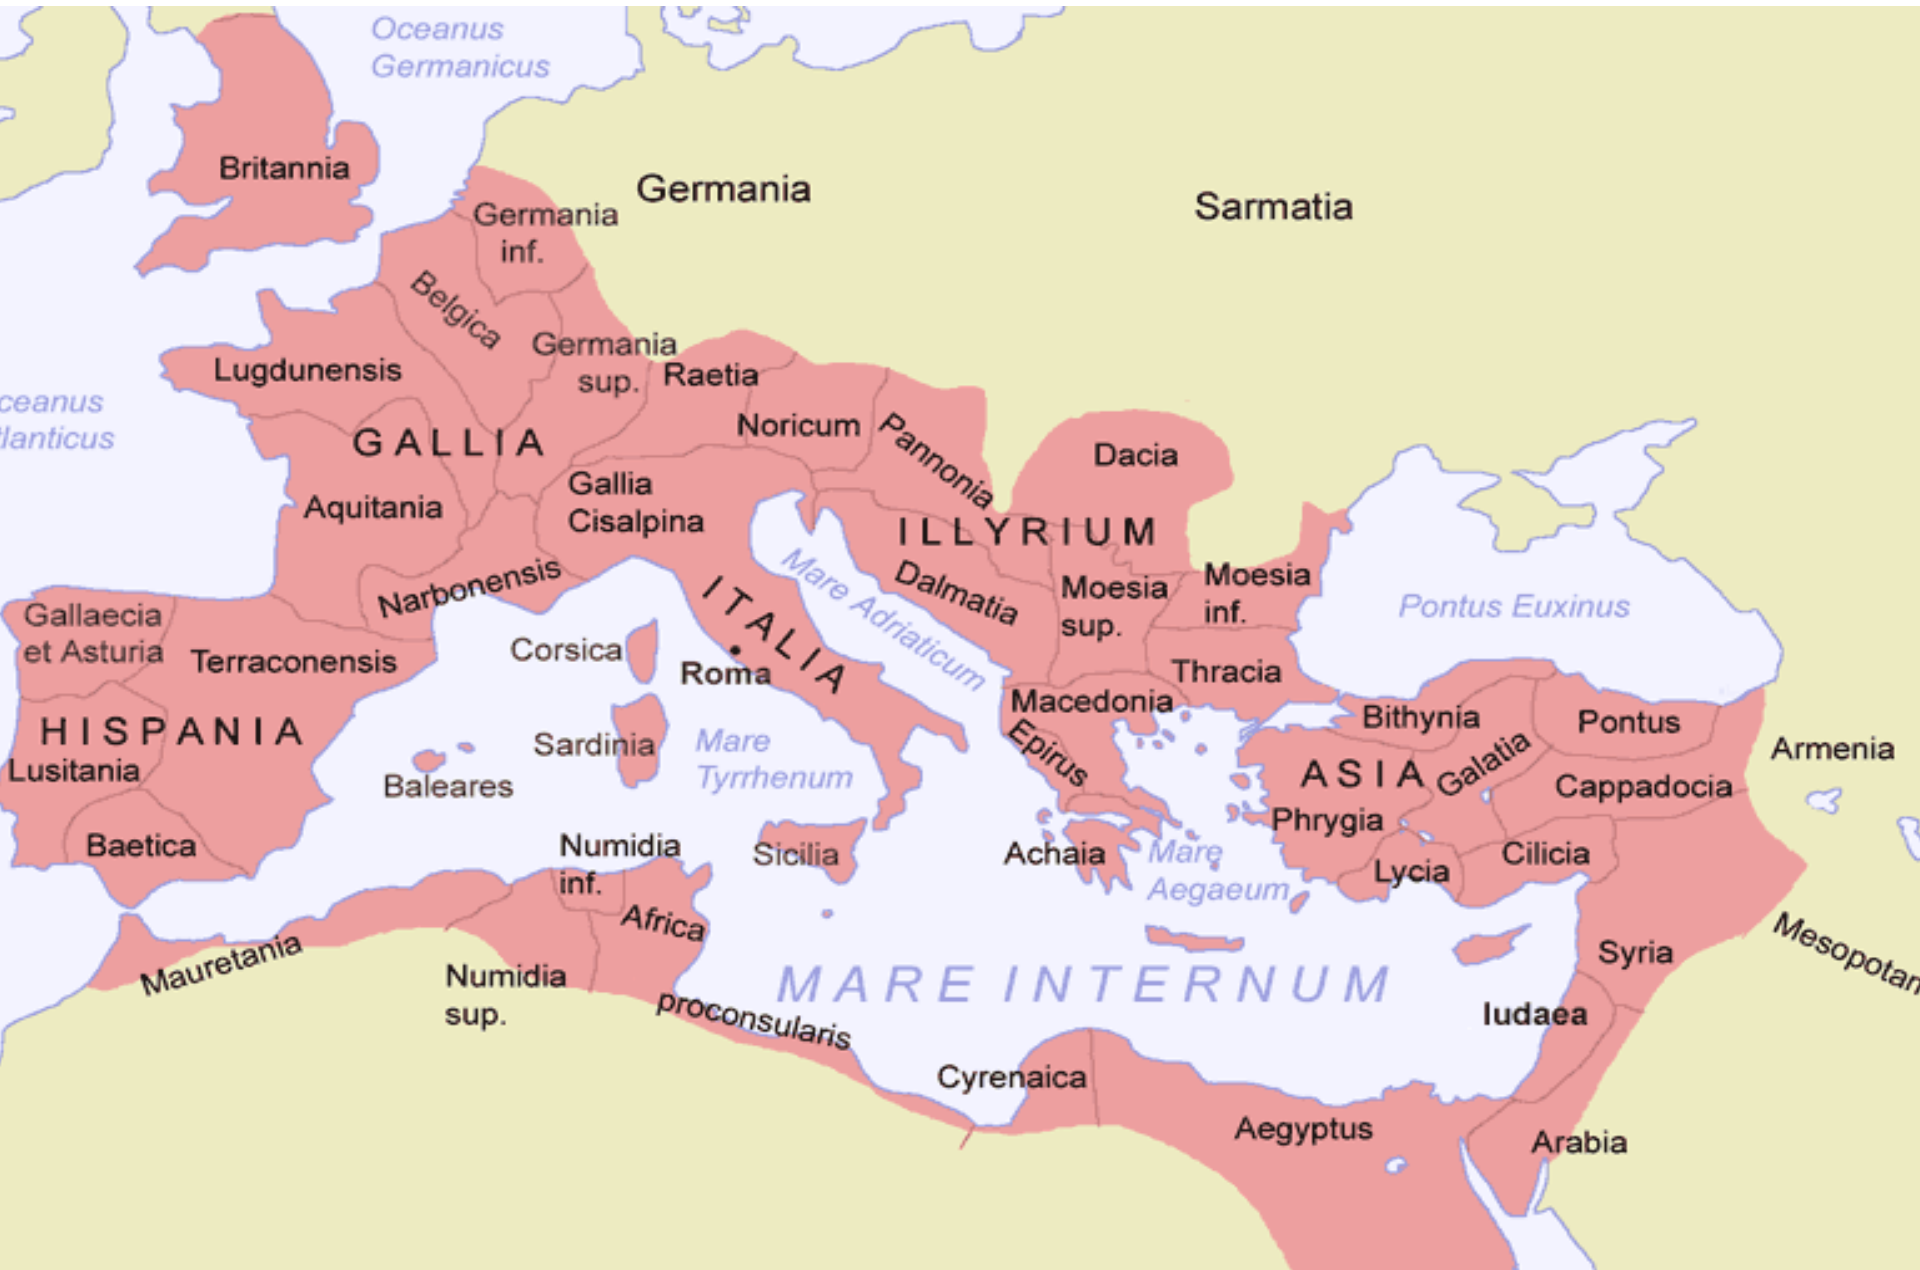 Oceanus
Germanicus
Britannia
Germania
Sarmatia
Germania
inf.
Belgica
Germania
sup.
Lugdunensis
Raetia
ceanus
tlanticus
Noricum
Pannonia
GALLIA
Dacia
Gallia
Cisalpina
Aquitania
ILLYRIUM
Narbonensis
ITALIA
Mare Adriaticum
Dalmatia
Moesia
sup.
Moesia
inf.
Pontus Euxinus
Gallaecia
et Asturia
Terraconensis
Corsica
Roma
Thracia
Macedonia
Epirus
Bithynia
Pontus
HISPANIA
Lusitania
Sardinia
Mare
Tyrrhenum
Armenia
ASIA
Galatia
Cappadocia
Baleares
Phrygia
Baetica
Numidia
inf.
Sicilia
Achaia
Mare
Aegaeum
Lycia
Cilicia
Africa
proconsularis
Mauretania
Numidia
sup.
MARE INTERNUM
Syria
Mesopotan
Iudaea
Cyrenaica
Aegyptus
Arabia